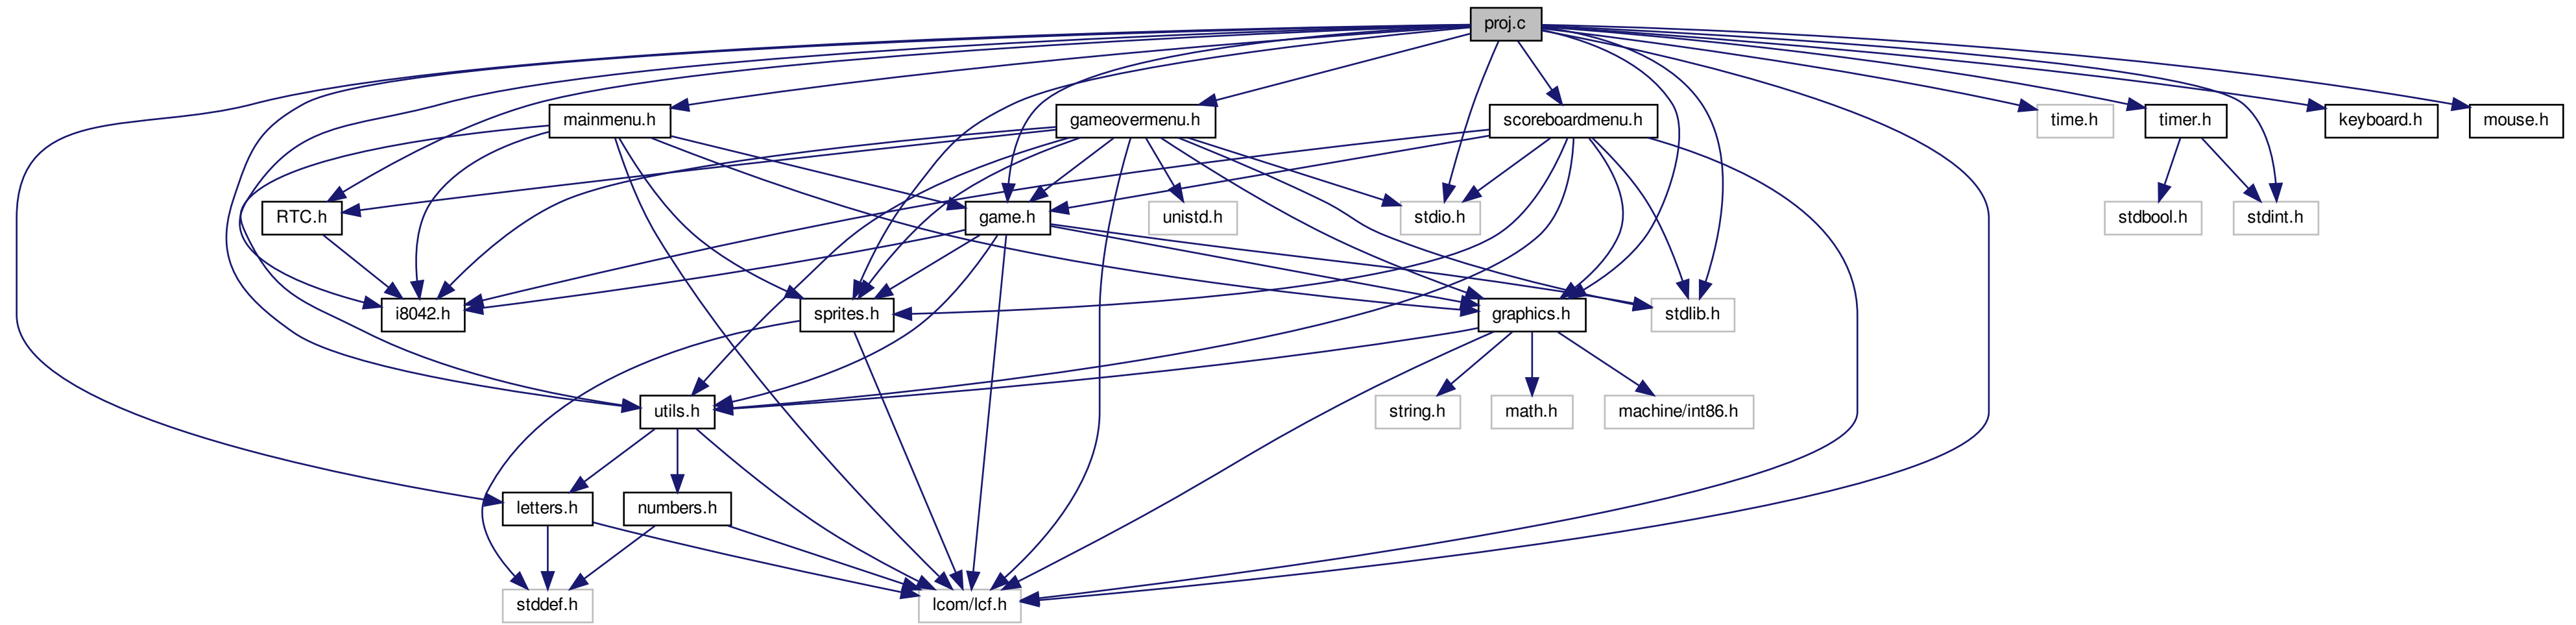 proj.c
mainmenu.h
gameovermenu.h
scoreboardmenu.h
time.h
timer.h
keyboard.h
mouse.h
RTC.h
game.h
unistd.h
stdio.h
stdbool.h
stdint.h
i8042.h
sprites.h
graphics.h
stdlib.h
utils.h
string.h
math.h
machine/int86.h
letters.h
numbers.h
stddef.h
lcom/lcf.h